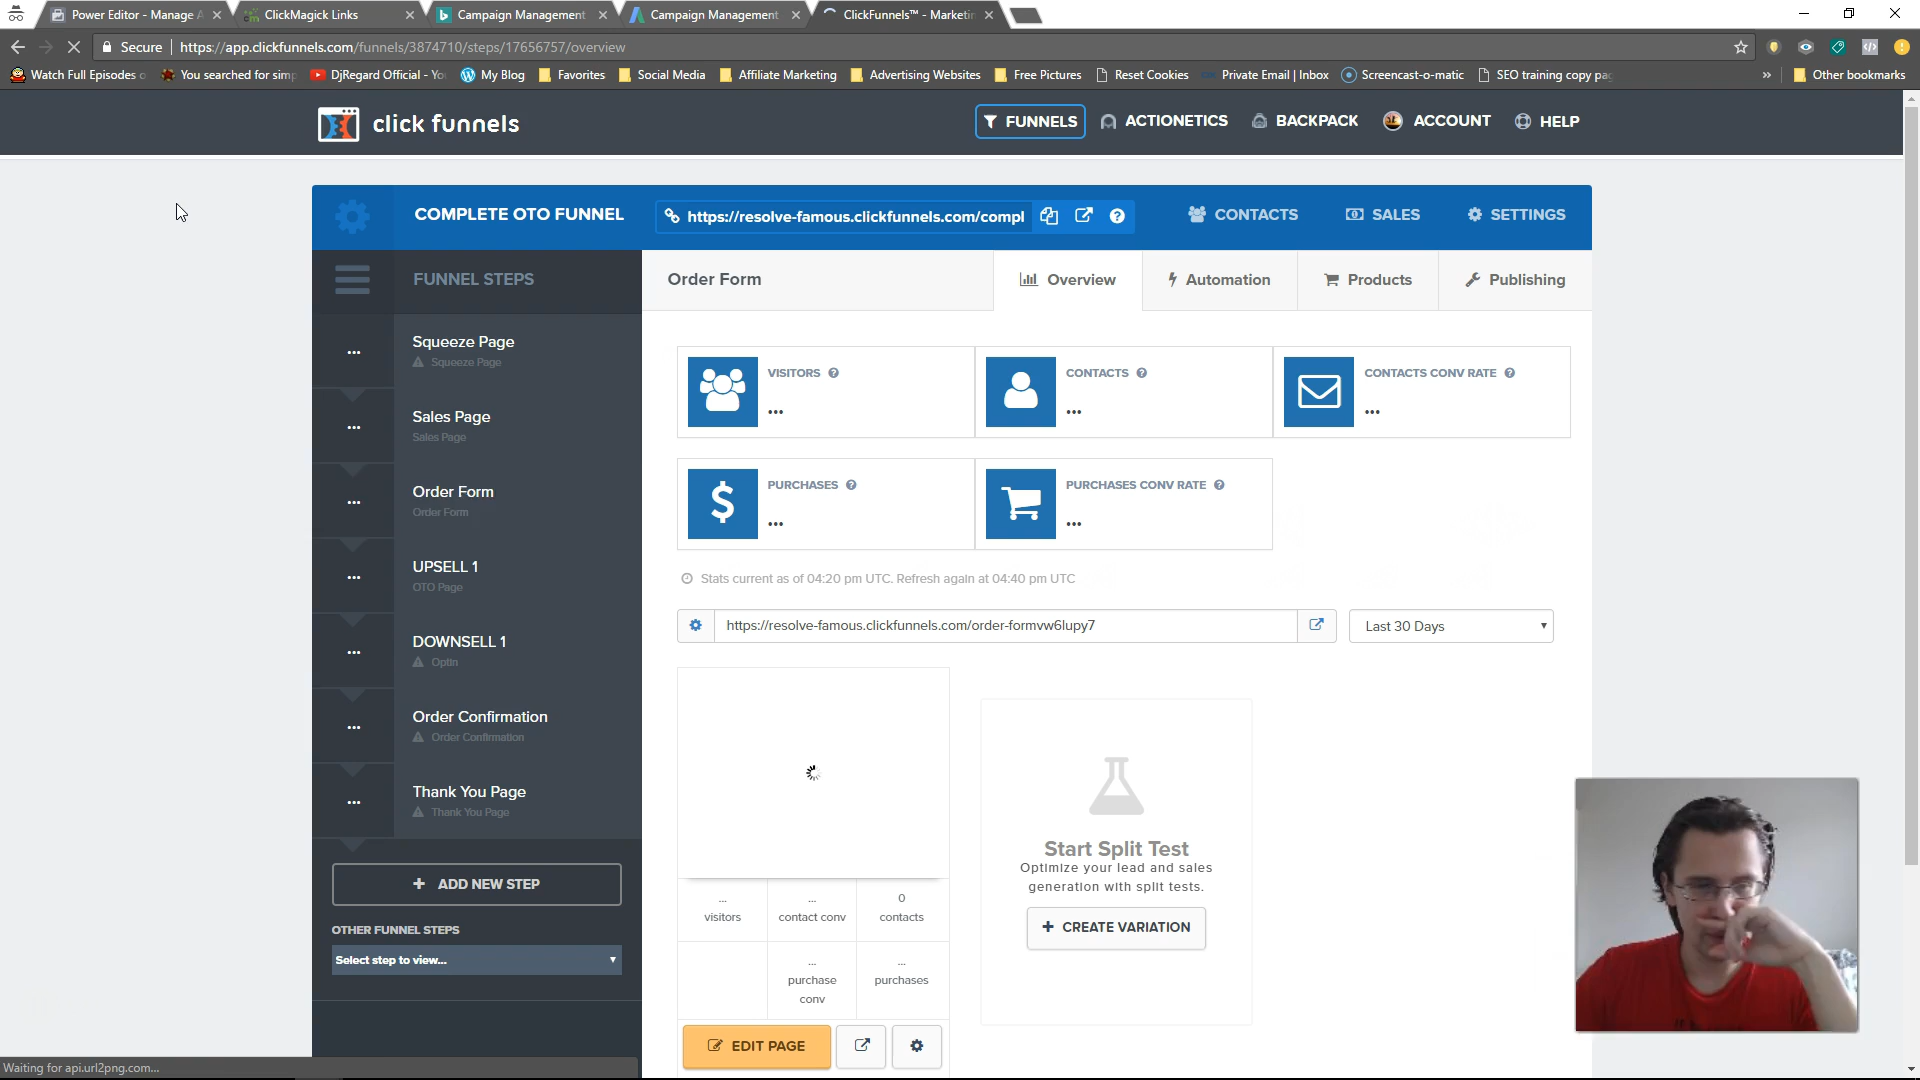 Power Editor - Manage A
ClickMagick Links
Campaign Management
Campaign Management
ClickFunnels™ - Marketin
Secure
https://app.clickfunnels.com/funnels/3874710/steps/17656757/overview
Watch Full Episodes o
You searched for simp
DjRegard Official - Yo
My Blog
Favorites
Social Media
Affiliate Marketing
Advertising Websites
Free Pictures
Reset Cookies
Private Email | Inbox
Screencast-o-matic
SEO training copy pag
»
Other bookmarks
click funnels
FUNNELS
ACTIONETICS
BACKPACK
ACCOUNT
HELP
COMPLETE OTO FUNNEL
https://resolve-famous.clickfunnels.com/compl
CONTACTS
SALES
SETTINGS
FUNNEL STEPS
Order Form
Overview
Automation
Products
Publishing
Squeeze Page
Squeeze Page
Sales Page
Sales Page
Order Form
Order Form
UPSELL 1
OTO Page
DOWNSELL 1
Optin
Order Confirmation
Order Confirmation
Thank You Page
Thank You Page
ADD NEW STEP
OTHER FUNNEL STEPS
Select step to view...
VISITORS
...
CONTACTS
...
CONTACTS CONV RATE
...
PURCHASES
...
PURCHASES CONV RATE
...
Stats current as of 04:20 pm UTC. Refresh again at 04:40 pm UTC
https://resolve-famous.clickfunnels.com/order-formvw6lupy7
Last 30 Days
...
visitors
...
contact conv
0
contacts
...
purchase
conv
...
purchases
EDIT PAGE
Start Split Test
Optimize your lead and sales
generation with split tests.
+ CREATE VARIATION
Waiting for api.url2png.com...